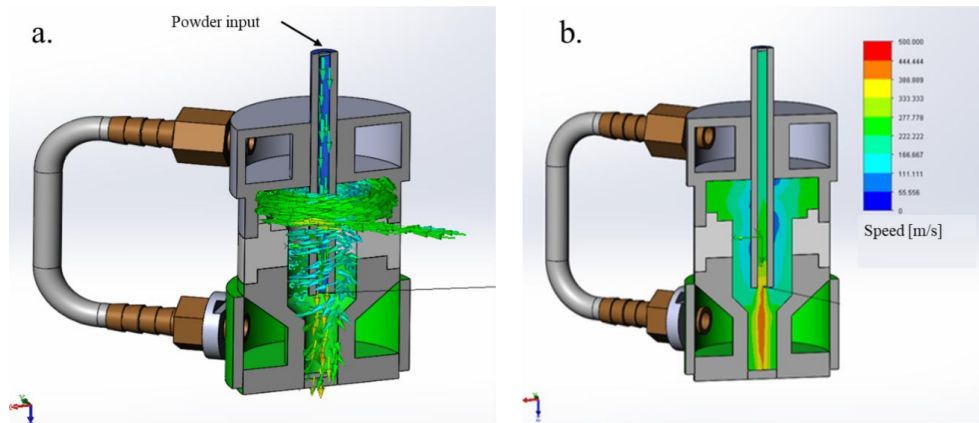 a.
Powder input
b.
500.000
444.444
388.889
333.333
277.778
222.222
166.667
111.111
55.556
0
Speed [m/s]